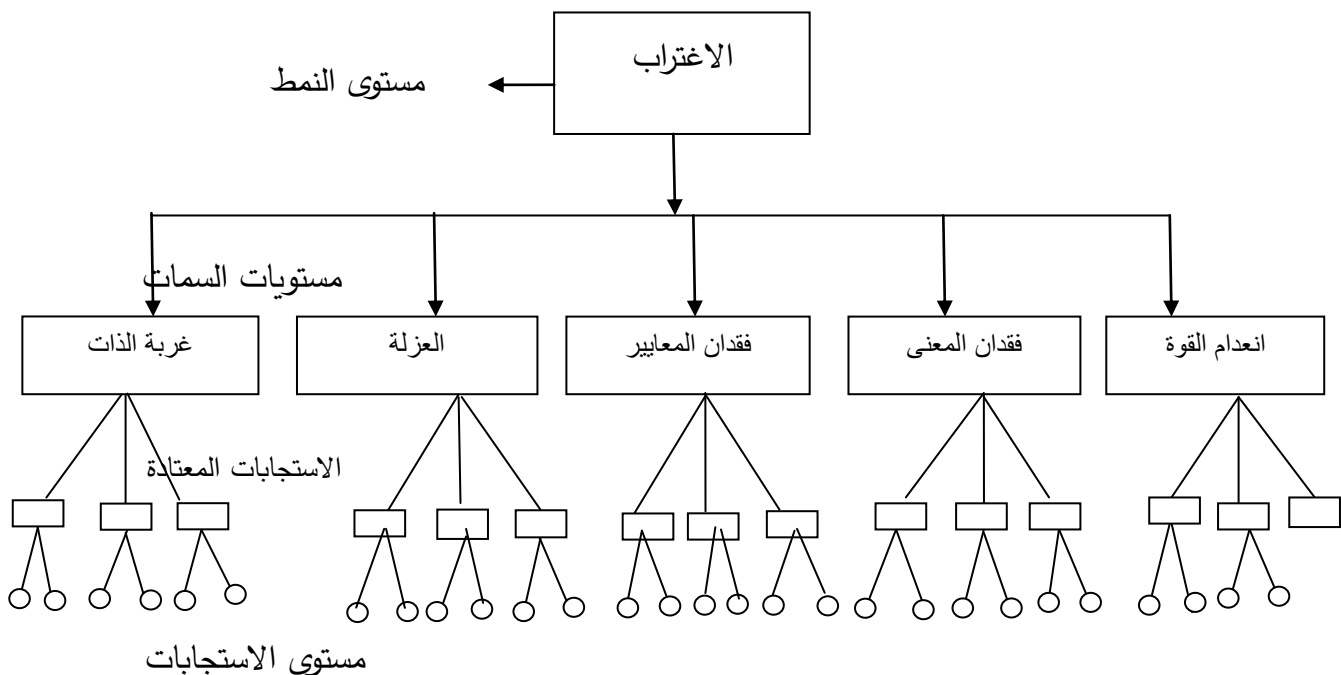 الاغتراب
مستوى النمط
مستويات السمات
انعدام القوة
فقدان المعنى
فقدان المعايير
العزلة
غربة الذات
الاستجابات المعتادة
مستوى الاستجابات